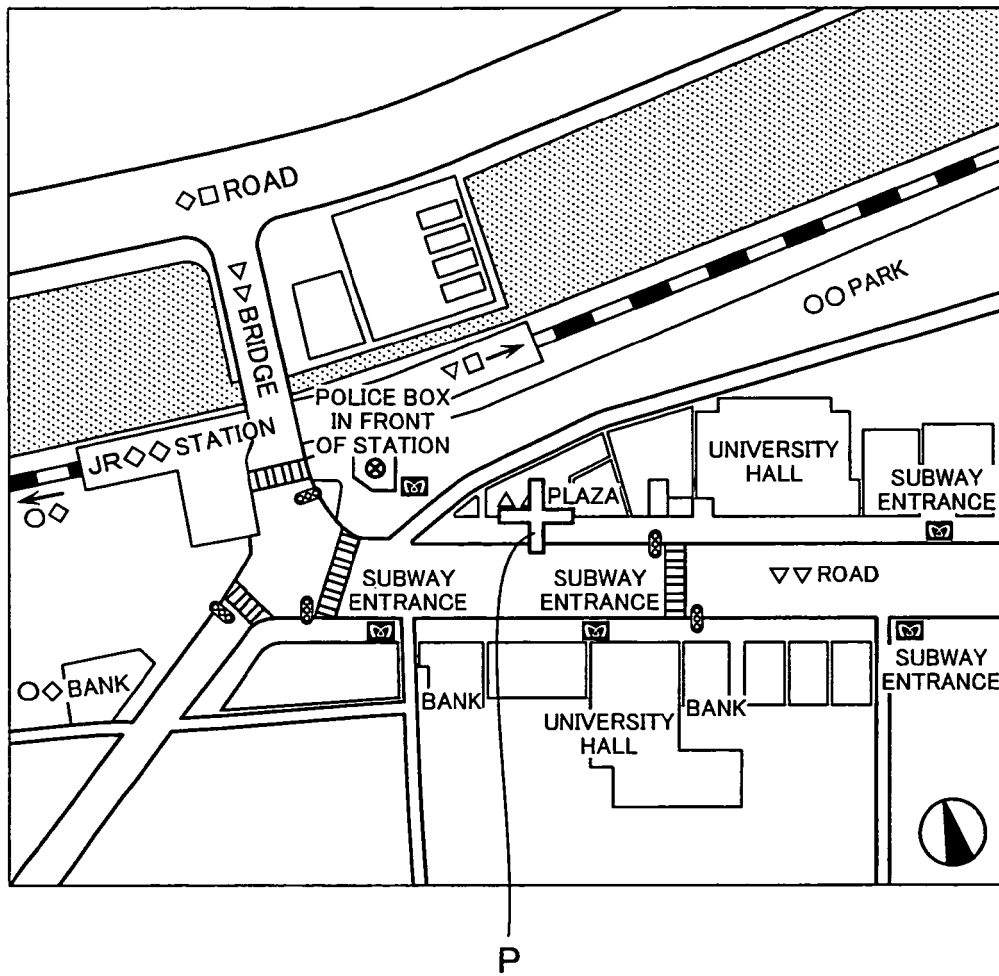 ◇□ROAD
▽▽BRIDGE
○○PARK
▽□
POLICE BOX
IN FRONT
OF STATION
JR◇◇STATION
○◇
UNIVERSITY
HALL
△△PLAZA
SUBWAY
ENTRANCE
SUBWAY
ENTRANCE
SUBWAY
ENTRANCE
▽▽ROAD
○◇BANK
BANK
UNIVERSITY
HALL
BANK
SUBWAY
ENTRANCE
P